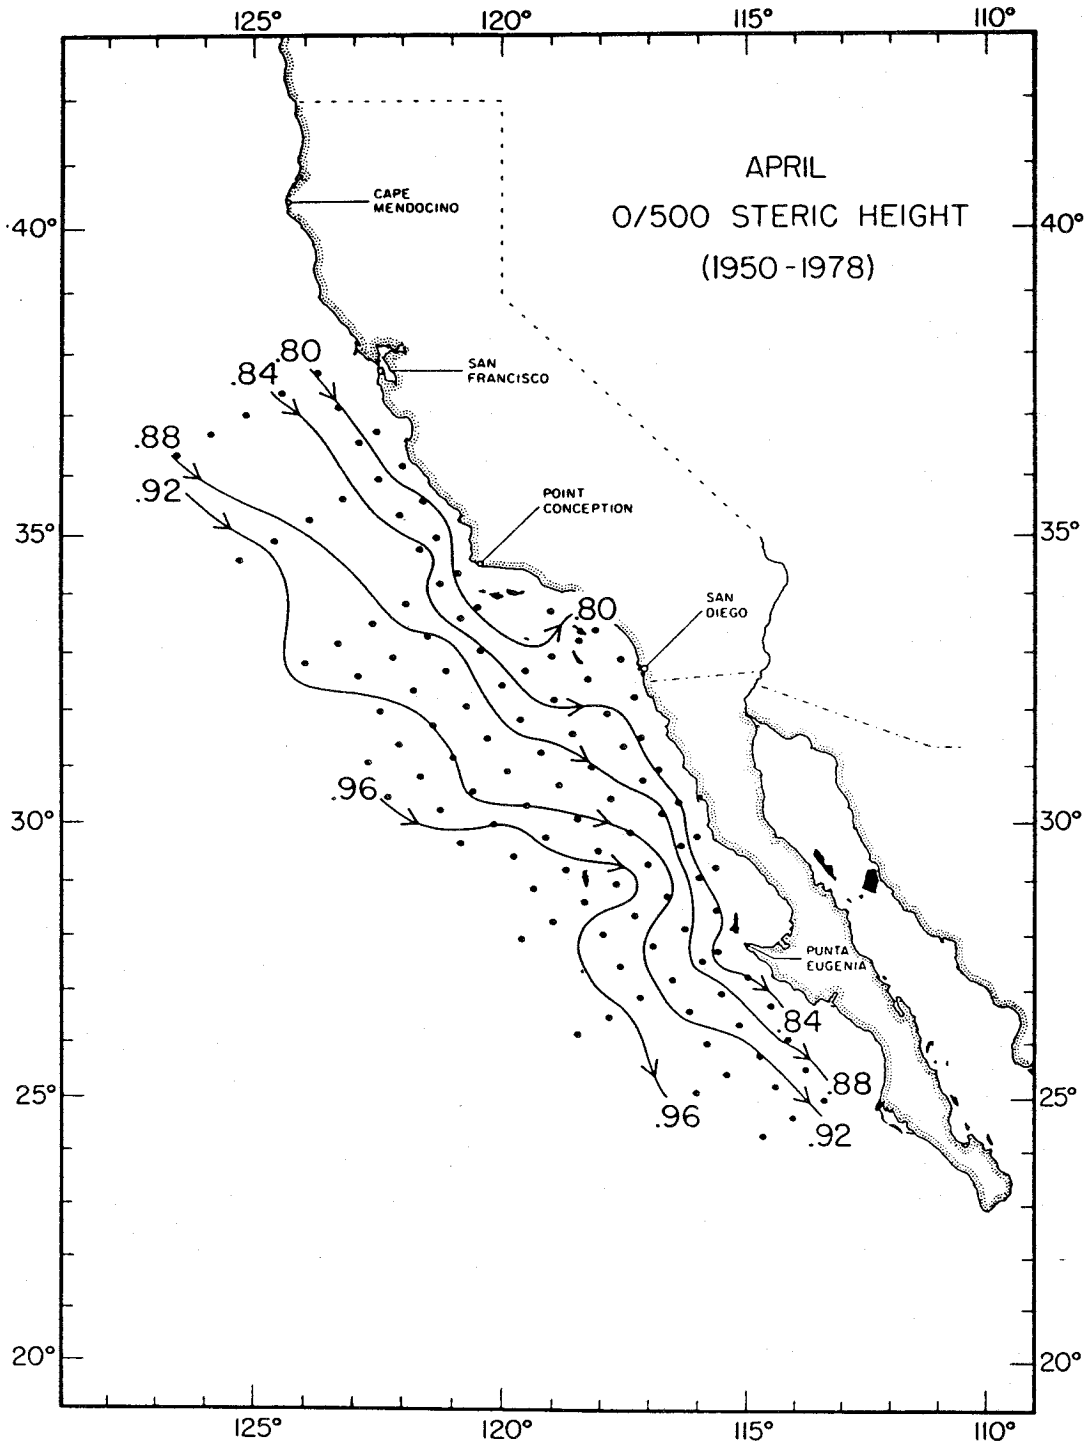 125° 120° 115° 110°
APRIL
0/500 STERIC HEIGHT
(1950-1978)
CAPE
MENDOCINO
40° 40°
.80
.84
SAN
FRANCISCO
.88
.92
POINT
CONCEPTION
35° 35°
SAN
DIEGO
.80
.96
30° 30°
PUNTA
EUGENIA
.84
.88
25° 25°
.96
.92
20° 20°
125° 120° 115° 110°